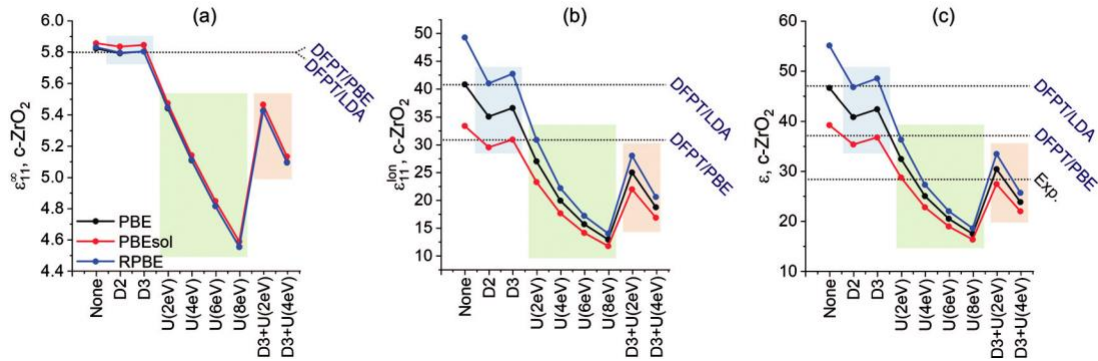 (a)
6.0
5.8
5.6
5.4
5.2
5.0
4.8
4.6
4.4
ε∞11, c-ZrO2
DFPT/PBE
DFPT/LDA
PBE
PBEsol
RPBE
None
D2
D3
U(2eV)
U(4eV)
U(6eV)
U(8eV)
D3+U(2eV)
D3+U(4eV)
(b)
50
45
40
35
30
25
20
15
10
εIon11, c-ZrO2
DFPT/LDA
DFPT/PBE
None
D2
D3
U(2eV)
U(4eV)
U(6eV)
U(8eV)
D3+U(2eV)
D3+U(4eV)
(c)
60
50
40
30
20
10
ε, c-ZrO2
DFPT/LDA
DFPT/PBE
Exp.
None
D2
D3
U(2eV)
U(4eV)
U(6eV)
U(8eV)
D3+U(2eV)
D3+U(4eV)